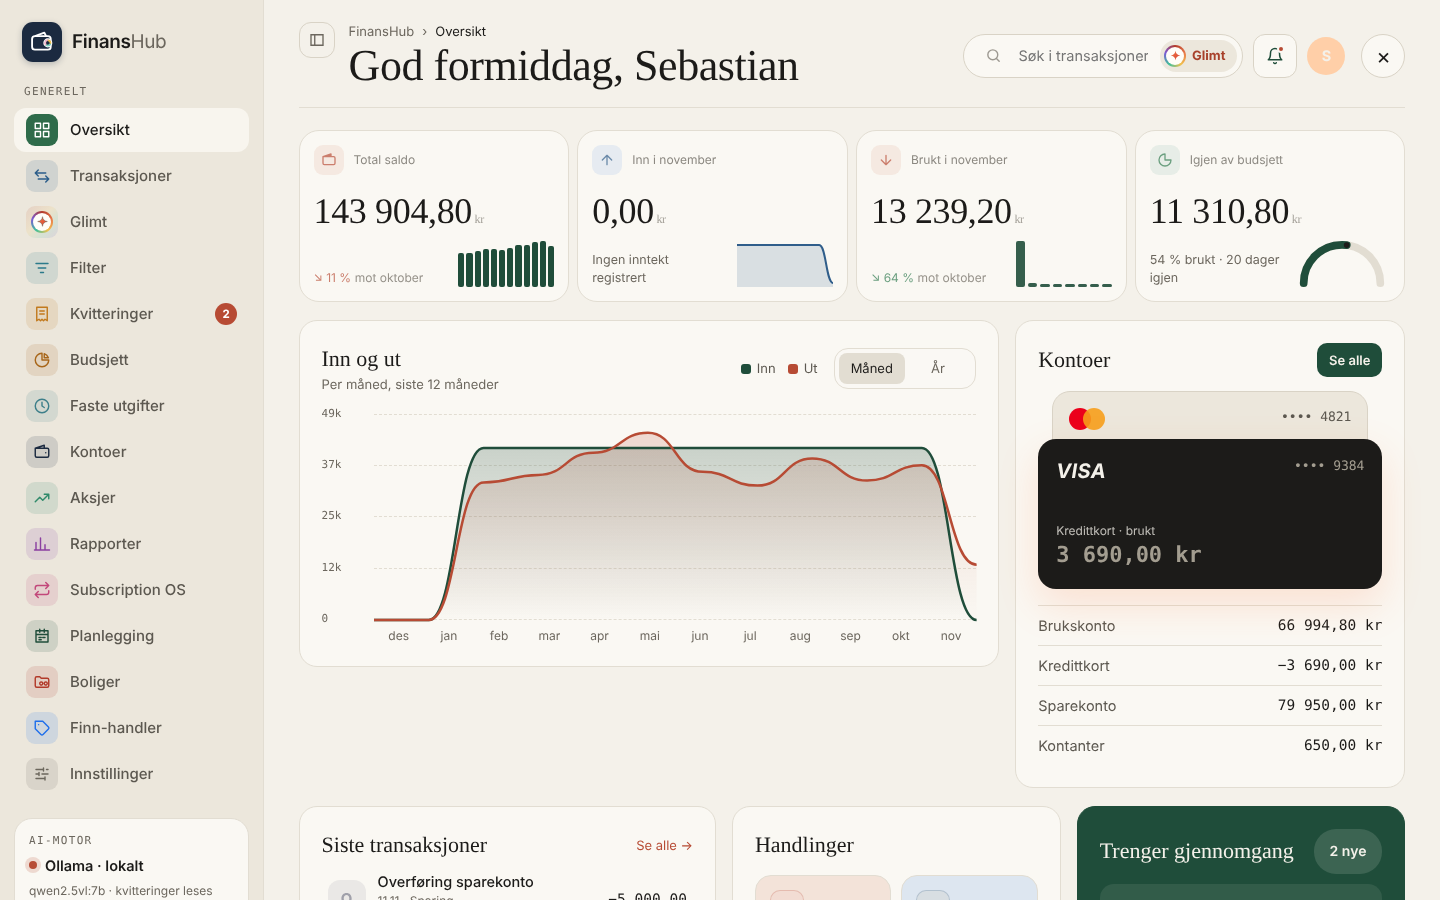 FinansHub
GENERELT
Oversikt
Transaksjoner
Glimt
Filter
Kvitteringer
2
Budsjett
Faste utgifter
Kontoer
Aksjer
Rapporter
Subscription OS
Planlegging
Boliger
Finn-handler
Innstillinger
AI-MOTOR
Ollama · lokalt
qwen2.5vl:7b · kvitteringer leses
FinansHub › Oversikt
God formiddag, Sebastian
Søk i transaksjoner
Glimt
S
Total saldo
143 904,80 kr
↘ 11 % mot oktober
Inn i november
0,00 kr
Ingen inntekt
registrert
Brukt i november
13 239,20 kr
↘ 64 % mot oktober
Igjen av budsjett
11 310,80 kr
54 % brukt · 20 dager
igjen
Inn og ut
Per måned, siste 12 måneder
Inn
Ut
Måned
År
49k
37k
25k
12k
0
des jan feb mar apr mai jun jul aug sep okt nov
Kontoer
Se alle
•••• 4821
VISA
•••• 9384
Kredittkort · brukt
3 690,00 kr
Brukskonto 66 994,80 kr
Kredittkort −3 690,00 kr
Sparekonto 79 950,00 kr
Kontanter 650,00 kr
Siste transaksjoner
Se alle →
Overføring sparekonto
−5 000,00
Handlinger
Trenger gjennomgang
2 nye